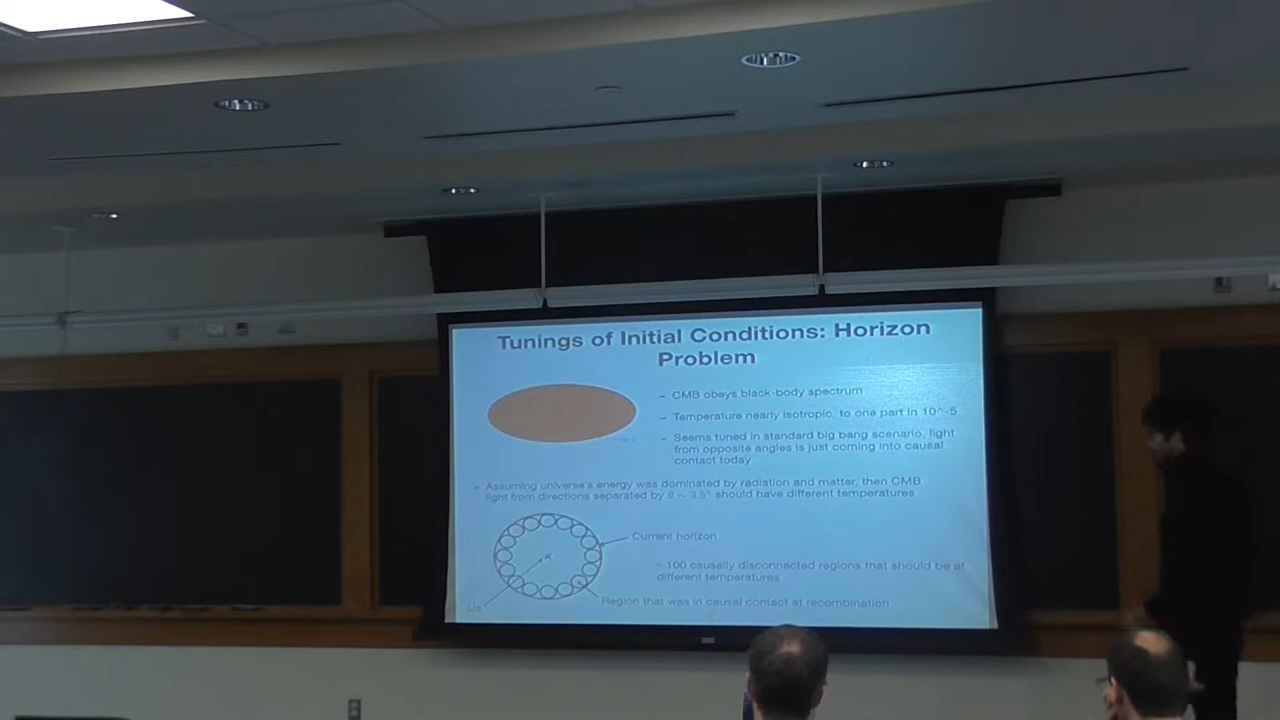 Tunings of Initial Conditions: Horizon
Problem
- CMB obeys black-body spectrum
- Temperature nearly isotropic, to one part in 10^-5
- Seems tuned in standard big bang scenario, light
from opposite angles is just coming into causal
contact today
- Assuming universe's energy was dominated by radiation and matter, then CMB
light from directions separated by θ ~ 3.5° should have different temperatures
Current horizon
~ 100 causally disconnected regions that should be at
different temperatures
Region that was in causal contact at recombination
Us